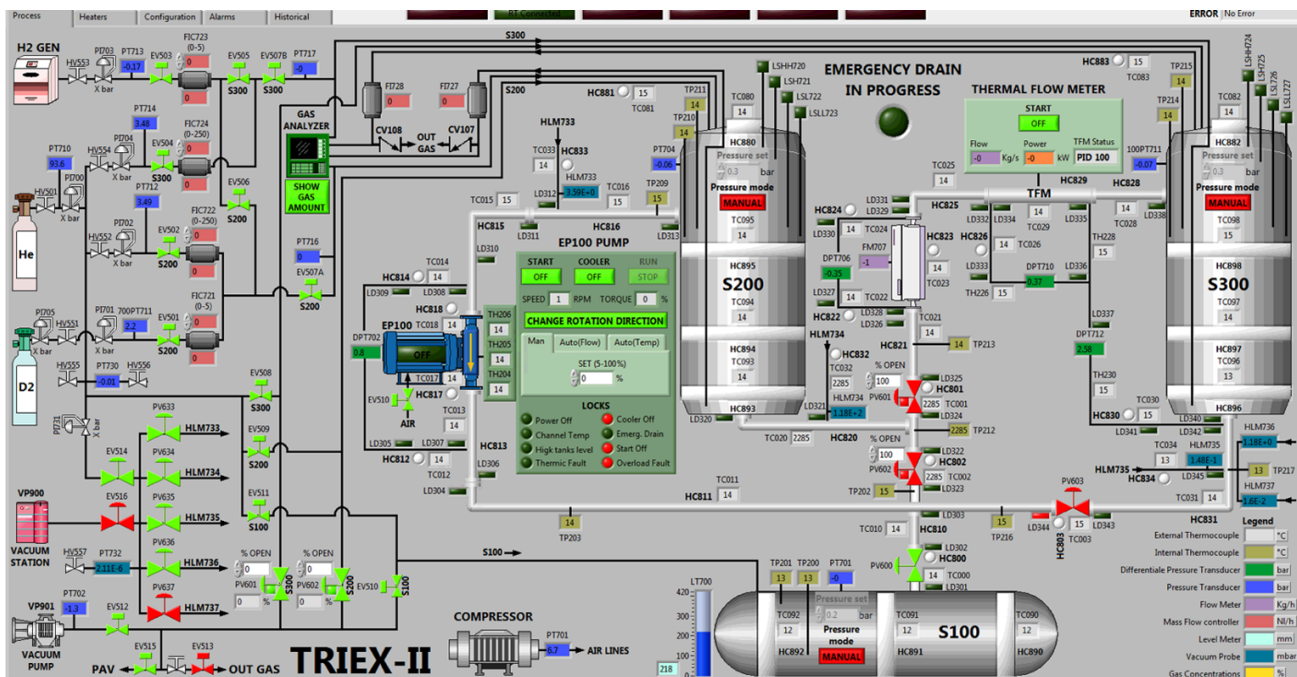 Process Heaters Configuration Alarms Historical
RT Connected
ERROR No Error
H2 GEN
HV553
PI703
X bar
PT713
-0.17
EV503
FIC723
(0-5)
0
EV505
S300
EV507B
S300
PT717
-0
S300
S200
PT714
3.48
PI704
HV554
X bar
EV504
S300
FIC724
(0-250)
0
PT710
93.6
PI700
HV501
X bar
He
PT712
3.49
PI702
HV552
X bar
EV502
S200
FIC722
(0-250)
0
EV506
S200
PT716
0
EV507A
S200
PI705
X bar
HV551
PI701
X bar
700PT711
2.2
EV501
S200
FIC721
(0-5)
0
D2
HV555
PT730
-0.01
HV556
PI731
X bar
GAS
ANALYZER
SHOW
GAS
AMOUNT
FI728
0
FI727
0
CV108
OUT
GAS
CV107
HC881
15
TC081
HLM733
TC033
14
HC833
HLM733
3.59E+0
LD312
TC015
15
TC016
15
TP209
15
HC815
HC816
LD311
LD313
LD310
TP211
14
TP210
14
PT704
-0.06
TC080
14
HC880
Pressure set
0.3
bar
Pressure mode
MANUAL
TC095
14
HC895
S200
TC094
14
HC894
TC093
14
HC893
LD320
LSHH720
LSH721
LSL722
LSLL723
EMERGENCY DRAIN
IN PROGRESS
HC883
15
TC083
TP215
14
THERMAL FLOW METER
START
OFF
Flow
-0
Kg/s
Power
-0
kW
TFM Status
PID 100
HC829
TFM
TC025
14
HC825
HC828
TP214
14
100PT711
-0.07
LD338
TC082
14
HC882
Pressure set
0.3
bar
Pressure mode
MANUAL
TC098
15
HC898
S300
TC097
14
HC897
TC096
13
HC896
LSHH724
LSH725
LSL726
LSLL727
EP100 PUMP
START
OFF
COOLER
OFF
RUN
STOP
SPEED 1 RPM TORQUE 0 %
CHANGE ROTATION DIRECTION
Man Auto(Flow) Auto(Temp)
SET (5-100%)
0 %
LOCKS
Power Off
Cooler Off
Channel Temp
Emerg. Drain
Higk tanks level
Start Off
Thermic Fault
Overload Fault
HC814
TC014
14
LD309
LD308
HC818
EP100
TC018
14
OFF
DPT702
0.8
TC017
14
HC817
EV510
AIR
TH206
14
TH205
14
TH204
14
TC013
14
LD305
LD307
HC812
14
TC012
HC813
LD306
LD304
LD331
LD329
HC824
LD330
TC024
14
DPT706
-0.35
FM707
-1
HC823
14
TC023
LD327
TC022
14
LD328
LD326
HC822
TC021
14
HC821
TP213
14
HLM734
HC832
TC032
2285
HLM734
1.18E+2
LD321
TC020
2285
HC820
% OPEN
100
PV601
LD325
HC801
2285
TC001
LD324
2285
TP212
% OPEN
100
PV602
LD322
HC802
2285
TC002
LD323
TP202
15
LD332
LD334
HC826
TC029
14
TC026
14
LD333
DPT710
0.37
TH226
15
LD335
TC028
14
TH228
15
LD336
LD337
DPT712
2.58
TH230
15
HC830
TC030
15
LD341
LD340
LD342
TC034
13
HLM735
1.48E-1
HLM735
HC834
LD345
13
TP217
HLM736
1.18E+0
HLM737
1.6E-2
TC031
14
HC831
PV603
LD344
15
LD343
HC803
TC003
15
TP216
TC011
14
HC811
14
TP203
TC010
14
HC810
LD303
LD302
PV600
HC800
14
TC000
LD301
EV508
S300
EV509
S200
EV511
S100
PV633
HLM733
EV514
PV634
HLM734
VP900
EV516
PV635
HLM735
VACUUM
STATION
HV557
PT732
2.11E-6
PV636
HLM736
PV637
HLM737
VP901
PT702
-1.3
EV512
VACUUM
PUMP
PAV
EV515
EV513
OUT GAS
% OPEN
0
PV601
0
%
S300
% OPEN
0
PV602
0
%
S200
EV510
S100
S100
TRIEX-II
COMPRESSOR
PT701
6.7
AIR LINES
LT700
420
300
200
100
0
218
TP201
13
TP200
13
PT701
-0
TC092
12
HC892
Pressure set
0.2
bar
Pressure
mode
MANUAL
TC091
12
HC891
S100
TC090
12
HC890
Legend
External Thermocouple °C
Internal Thermocouple °C
Differentiale Pressure Transducer bar
Pressure Transducer bar
Flow Meter Kg/h
Mass Flow controller Nl/h
Level Meter mm
Vacuum Probe mbar
Gas Concentrations %